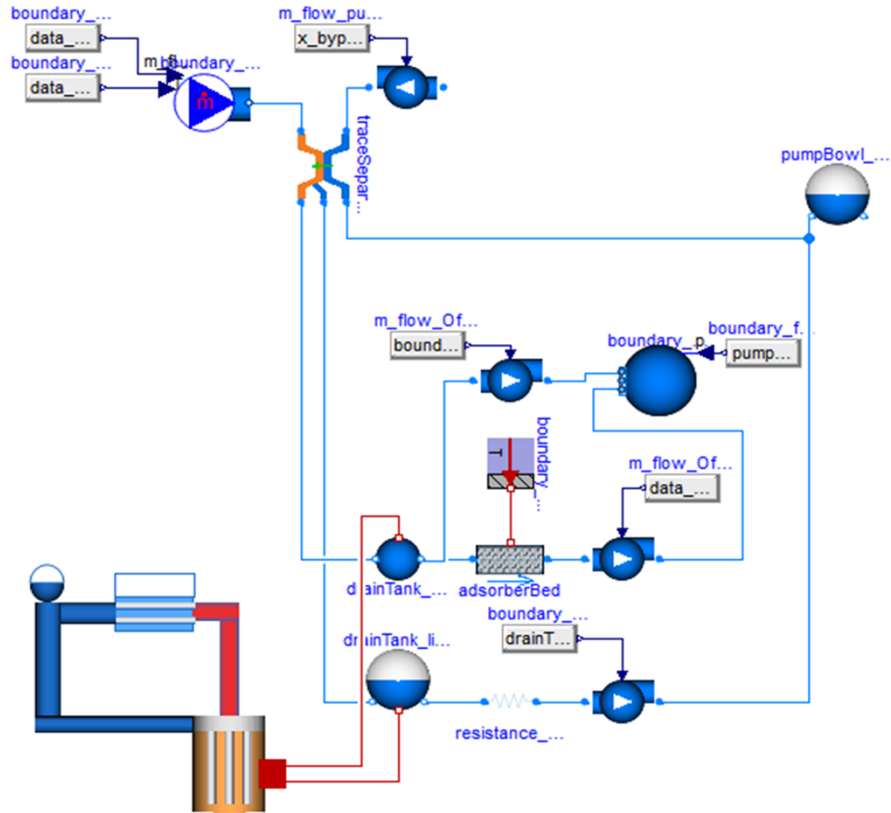 boundary_...
data_...
boundary_...
data_...
m_fl
boundary_...
ṁ
m_flow_pu...
x_byp...
traceSepar...
pumpBowl_...
m_flow_Of...
bound...
boundary_
p
boundary_f...
pump...
T
boundary_...
m_flow_Of...
data_...
drainTank_...
adsorberBed
boundary_...
drainT...
drainTank_li...
resistance_...